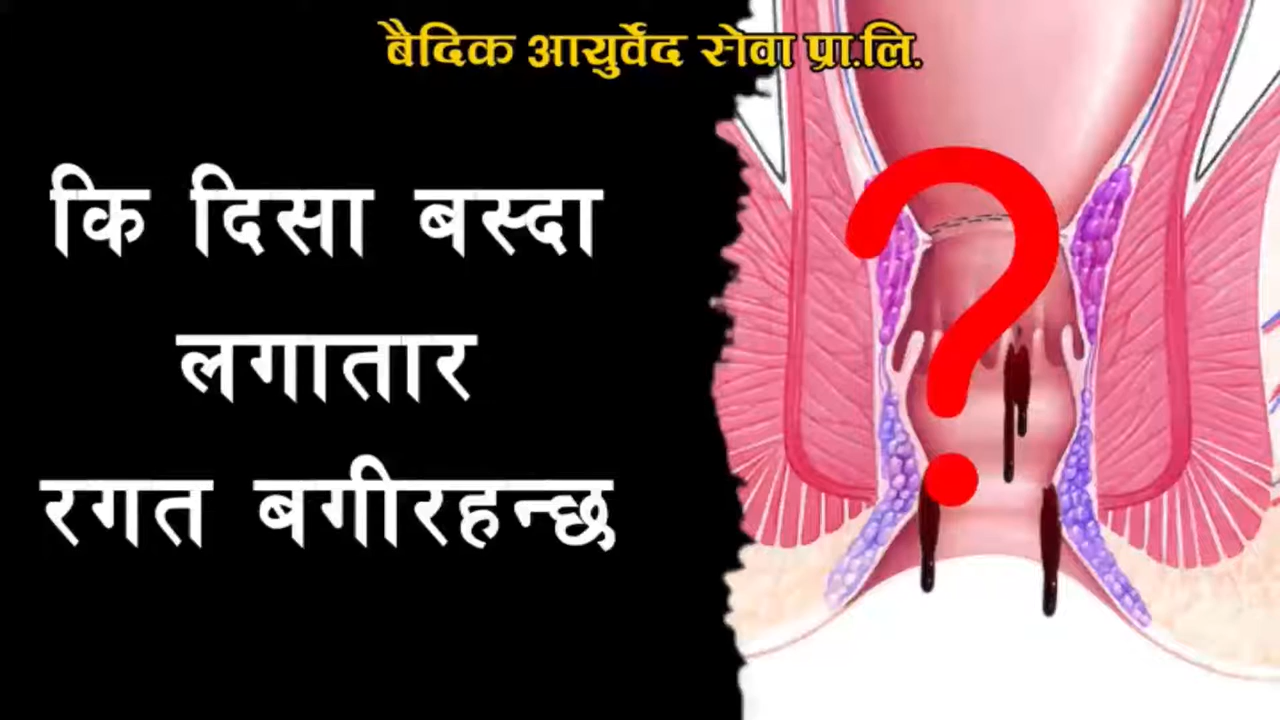 बैदिक आयुर्वेद सेवा प्रा.लि.
कि दिसा बस्दा
लगातार
रगत बगीरहन्छ
?